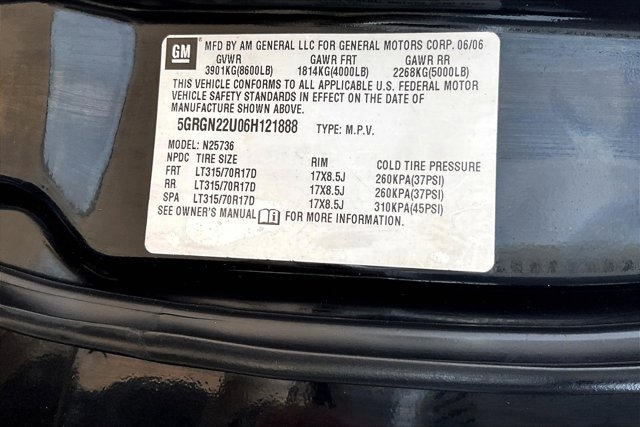 GM MFD BY AM GENERAL LLC FOR GENERAL MOTORS CORP. 06/06
GVWR GAWR FRT GAWR RR
3901KG(8600LB) 1814KG(4000LB) 2268KG(5000LB)
THIS VEHICLE CONFORMS TO ALL APPLICABLE U.S. FEDERAL MOTOR
VEHICLE SAFETY STANDARDS IN EFFECT ON THE DATE OF
MANUFACTURE SHOWN ABOVE.
5GRGN22U06H121888 TYPE: M.P.V.
MODEL: N25736
NPDC TIRE SIZE RIM COLD TIRE PRESSURE
FRT LT315/70R17D 17X8.5J 260KPA(37PSI)
RR LT315/70R17D 17X8.5J 260KPA(37PSI)
SPA LT315/70R17D 17X8.5J 310KPA(45PSI)
SEE OWNER'S MANUAL i FOR MORE INFORMATION.